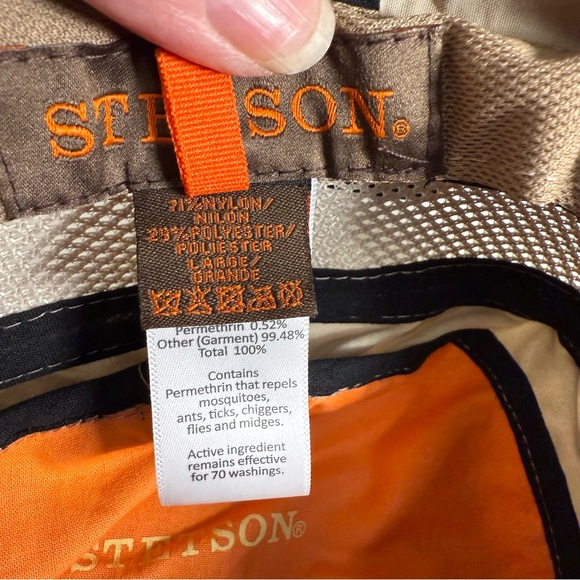 STETSON®
71%NYLON/
NILON
29%POLYESTER/
POLIESTER
LARGE/
GRANDE
Permethrin 0.52%
Other (Garment) 99.48%
Total 100%
Contains
Permethrin that repels
mosquitoes,
ants, ticks, chiggers,
flies and midges.
Active ingredient
remains effective
for 70 washings.
STETSON®